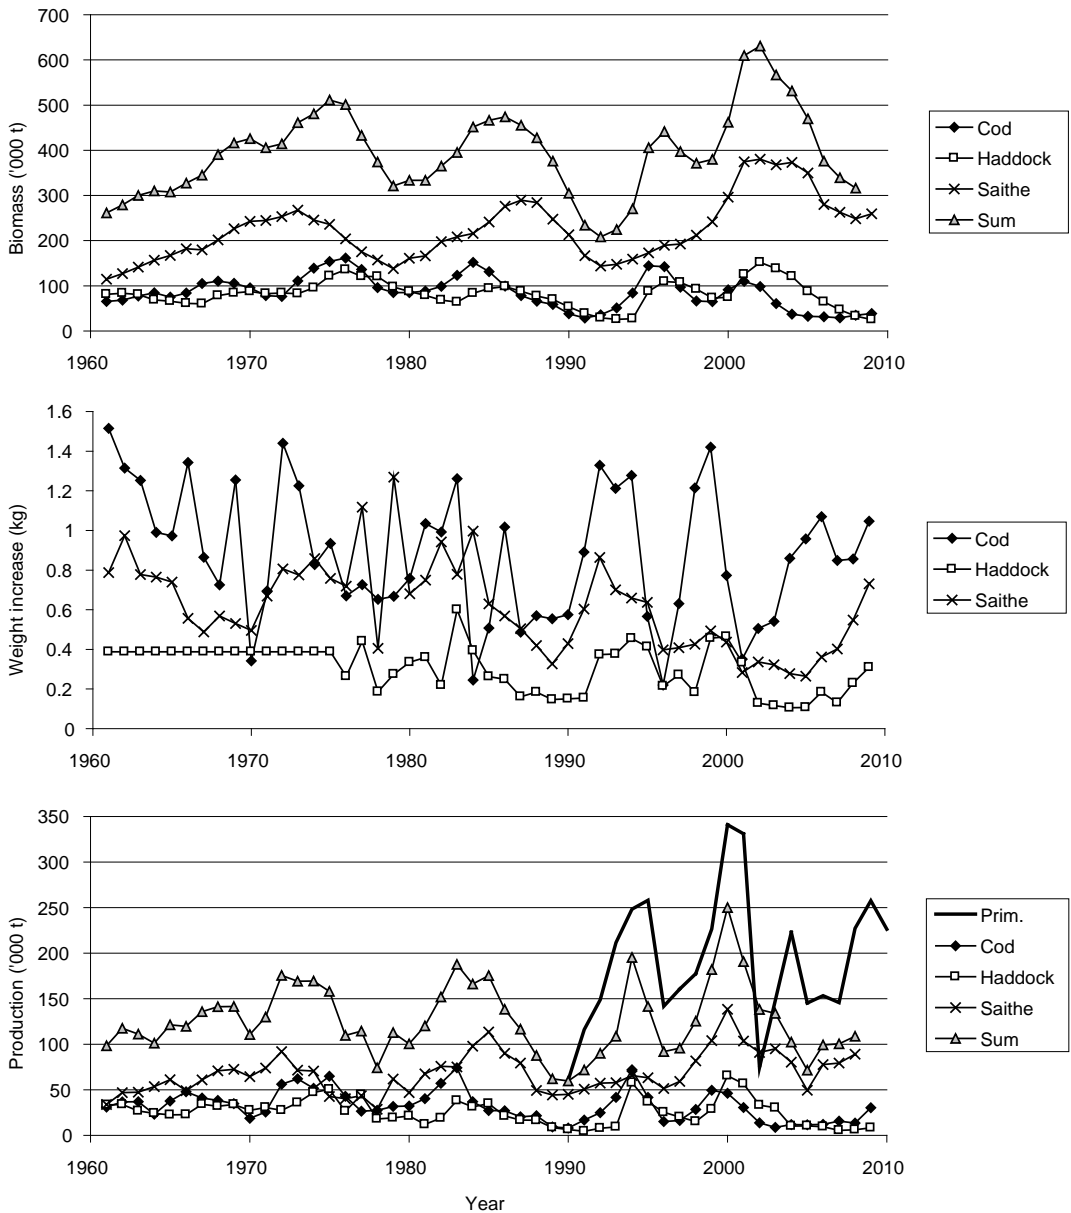 700
600
500
400
300
200
100
0
Biomass ('000 t)
1960 1970 1980 1990 2000 2010
Cod
Haddock
Saithe
Sum
1.6
1.4
1.2
1
0.8
0.6
0.4
0.2
0
Weight increase (kg)
1960 1970 1980 1990 2000 2010
Cod
Haddock
Saithe
350
300
250
200
150
100
50
0
Production ('000 t)
1960 1970 1980 1990 2000 2010
Prim.
Cod
Haddock
Saithe
Sum
Year